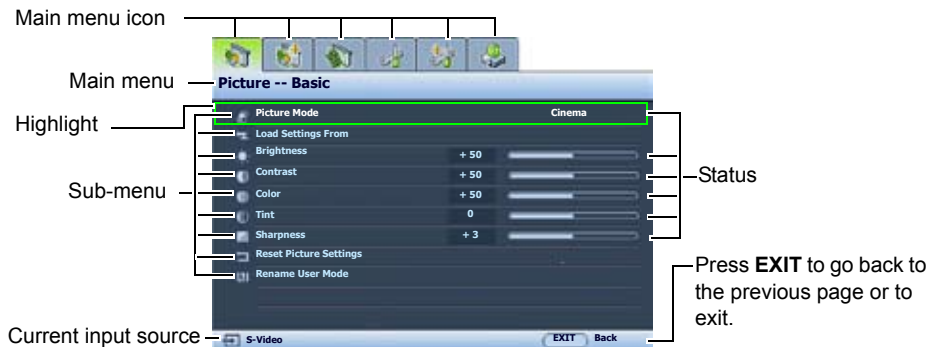 Main menu icon
Main menu
Picture -- Basic
Highlight
Picture Mode Cinema
Load Settings From
Brightness + 50
Contrast + 50
Status
Sub-menu
Color + 50
Tint 0
Sharpness + 3
Reset Picture Settings
Rename User Mode
Press EXIT to go back to
the previous page or to
exit.
Current input source
S-Video
EXIT Back